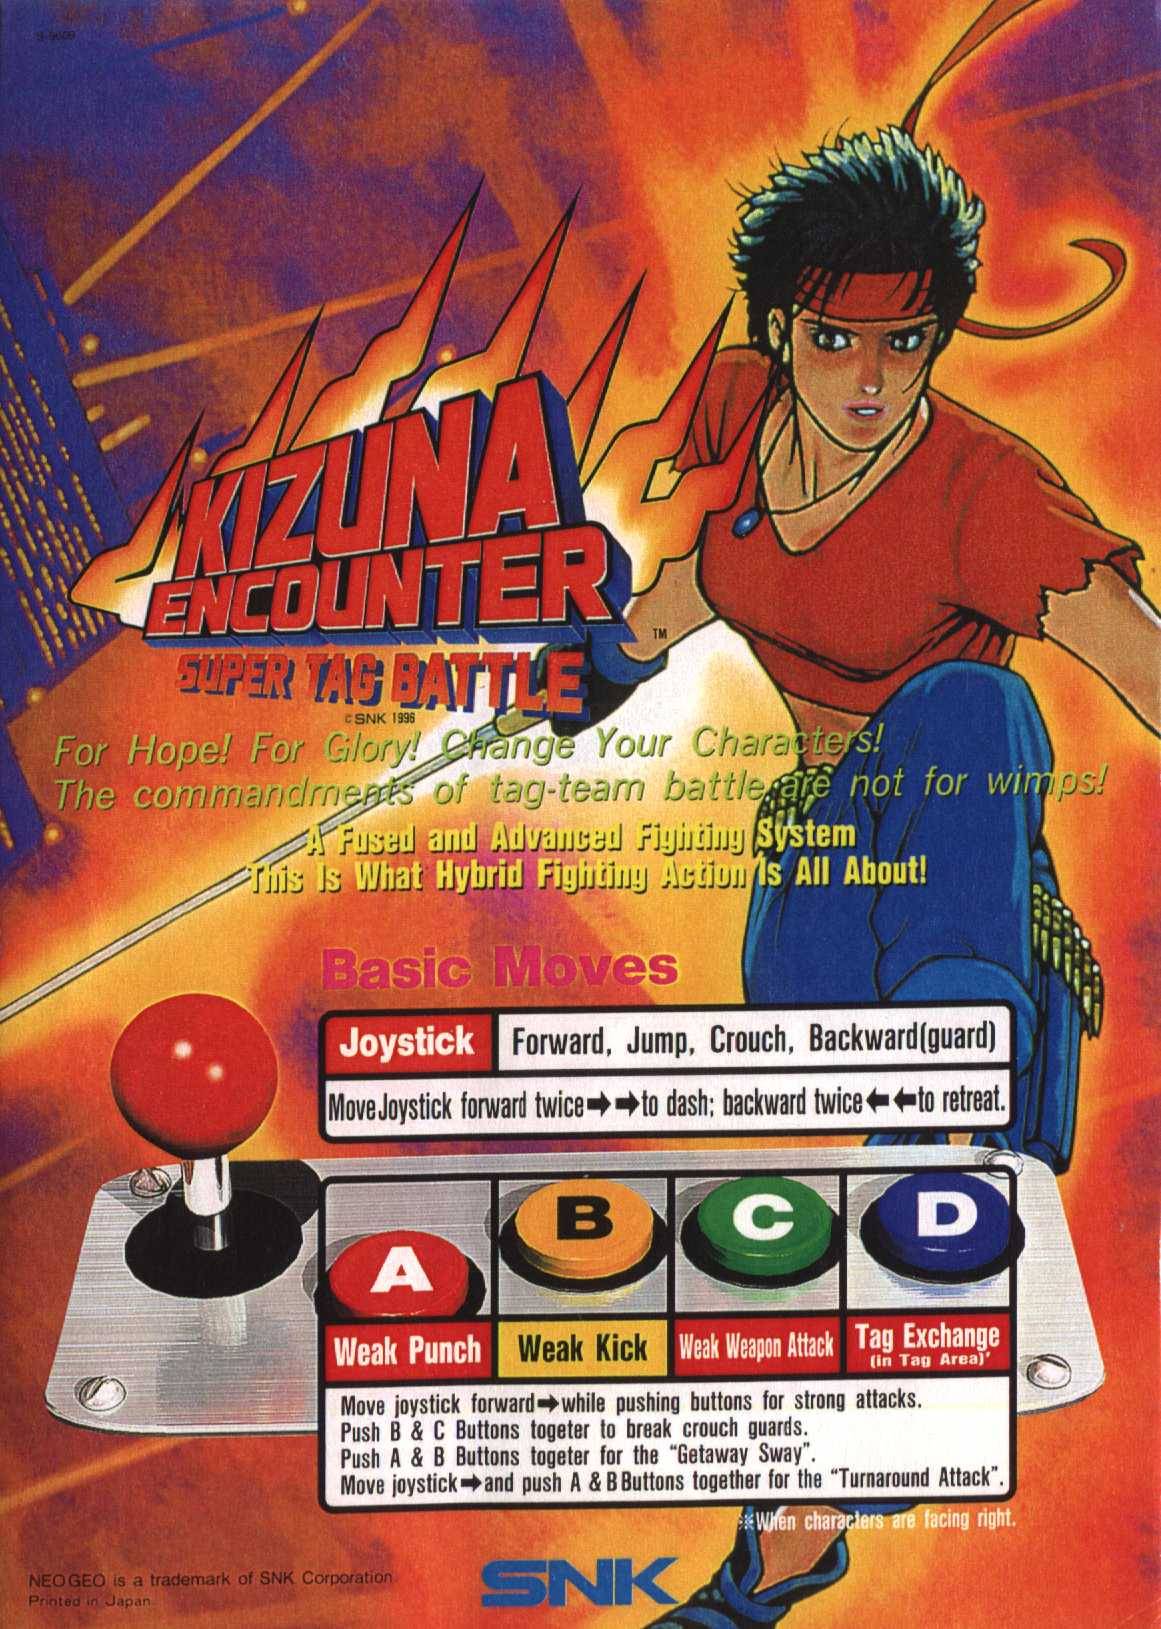 KIZUNA
ENCOUNTER
TM
SUPER TAG BATTLE
©SNK 1996
For Hope! For Glory! Change Your Characters!
The commandments of tag-team battle are not for wimps!
A Fused and Advanced Fighting System
This Is What Hybrid Fighting Action Is All About!
Basic Moves
Joystick Forward, Jump, Crouch, Backward(guard)
Move Joystick forward twice➡➡to dash; backward twice⬅⬅to retreat.
A B C D
Weak Punch Weak Kick Weak Weapon Attack Tag Exchange
(in Tag Area)*
Move joystick forward➡while pushing buttons for strong attacks.
Push B & C Buttons togeter to break crouch guards.
Push A & B Buttons togeter for the “Getaway Sway”.
Move joystick➡and push A & B Buttons together for the “Turnaround Attack”.
※When characters are facing right.
NEOGEO is a trademark of SNK Corporation
Printed in Japan
SNK